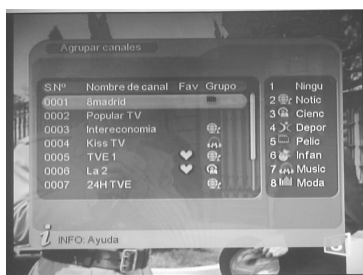 Agrupar canales
S.Nº Nombre de canal Fav Grupo
0001 8madrid
0002 Popular TV
0003 Intereconomia
0004 Kiss TV
0005 TVE 1
0006 La 2
0007 24H TVE
1 Ningu
2 Notic
3 Cienc
4 Depor
5 Pelic
6 Infan
7 Music
8 Moda
i INFO: Ayuda